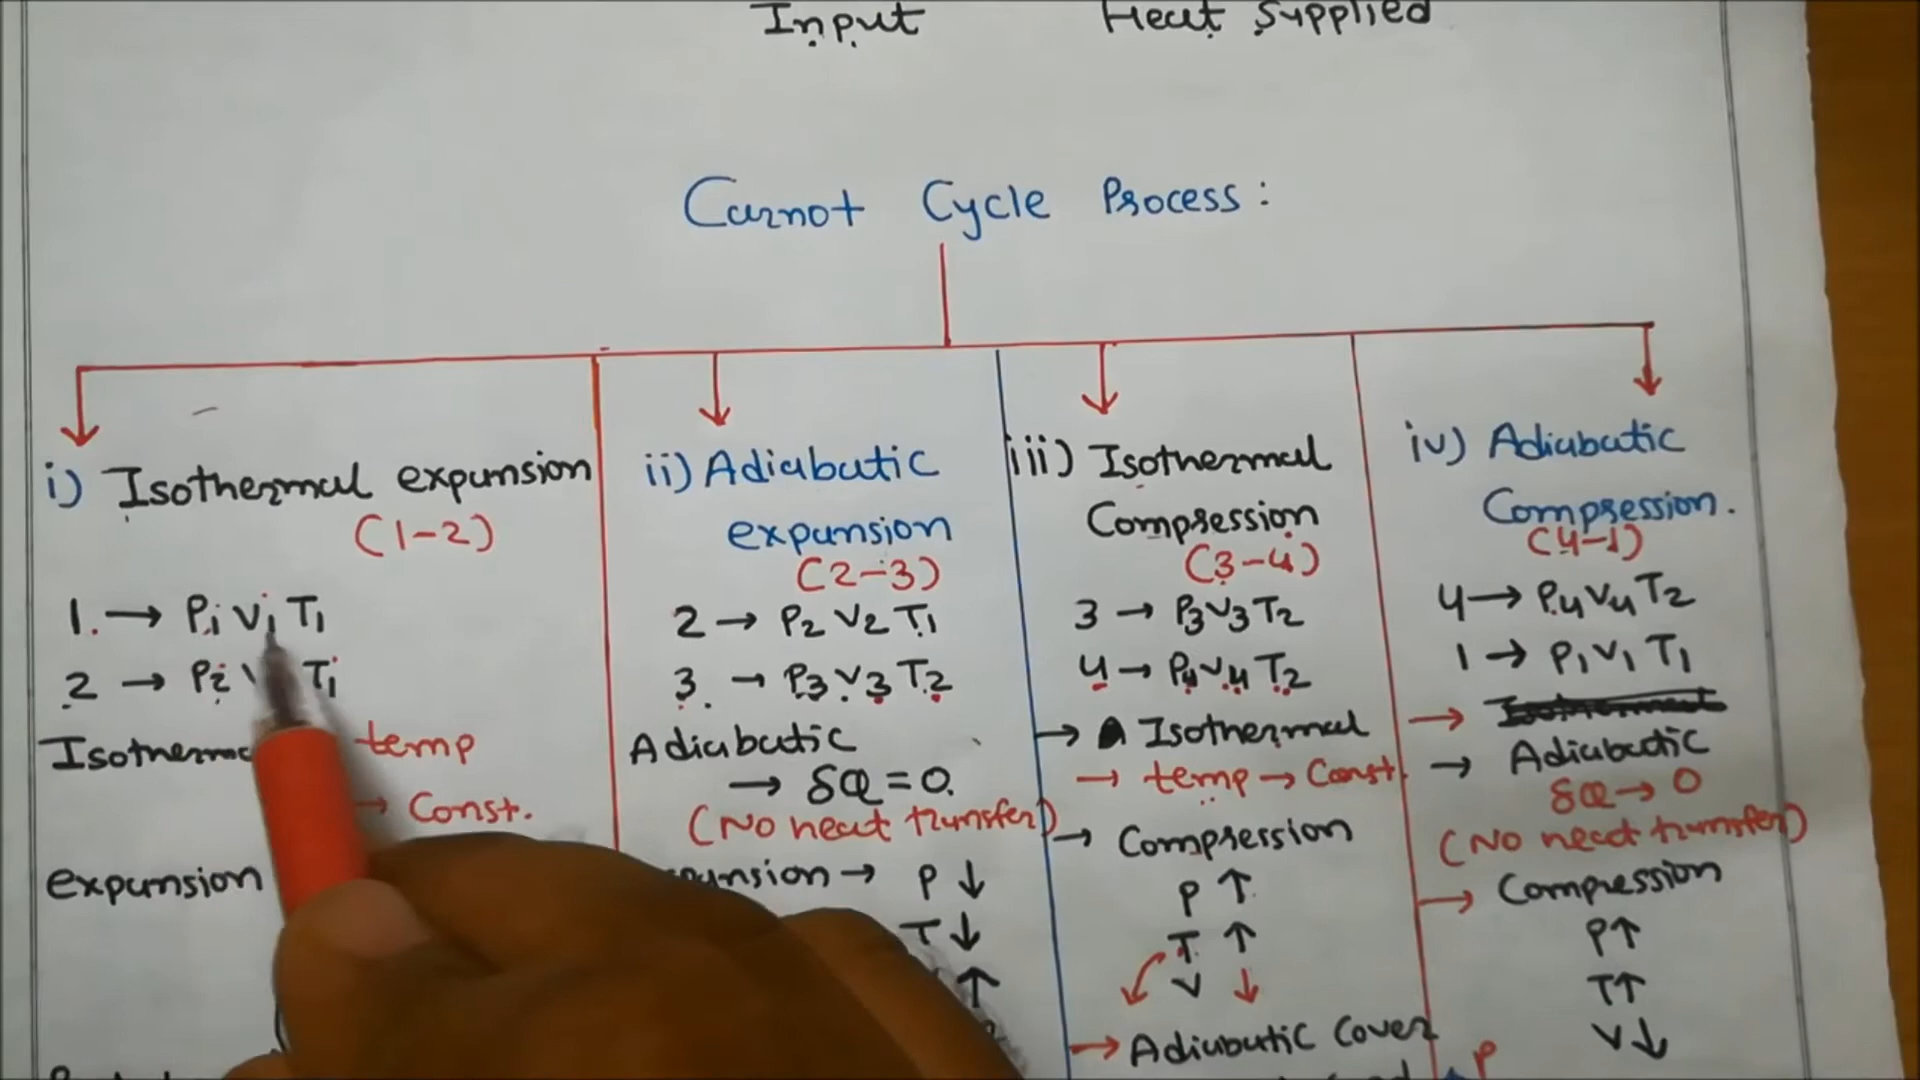 Input Heat Supplied
Carnot Cycle Process:
i) Isothermal expansion
(1-2)
1. → P1 V1 T1
2 → P2 V T1
temp
→ Const.
expansion
ii) Adiabatic
expansion
(2-3)
2 → P2 V2 T1
3. → P3 V3 T2
Adiabatic
→ δQ = 0.
(No heat transfer)
→ P ↓
T ↓
↑
iii) Isothermal
Compression
(3-4)
3 → P3 V3 T2
4 → P4 V4 T2
→ Isothermal
→ temp → Const.
→ Compression
P ↑
T ↑
V ↓
→ Adiabatic Cover
iv) Adiabatic
Compression.
(4-1)
4 → P4 V4 T2
1 → P1 V1 T1
→
→ Adiabatic
δQ → 0
(No heat transfer)
→ Compression
P↑
T↑
V↓
P